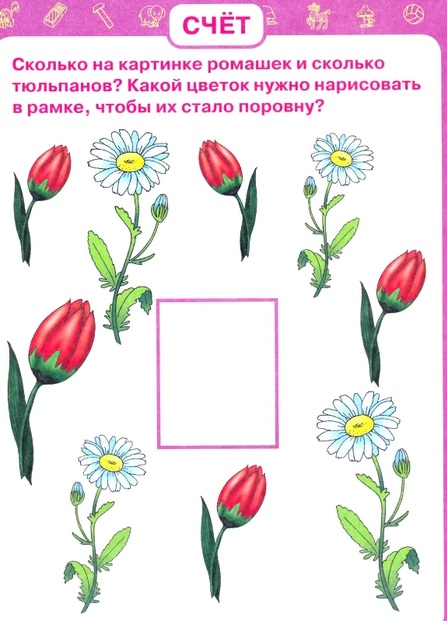 СЧЁТ
Сколько на картинке ромашек и сколько
тюльпанов? Какой цветок нужно нарисовать
в рамке, чтобы их стало поровну?